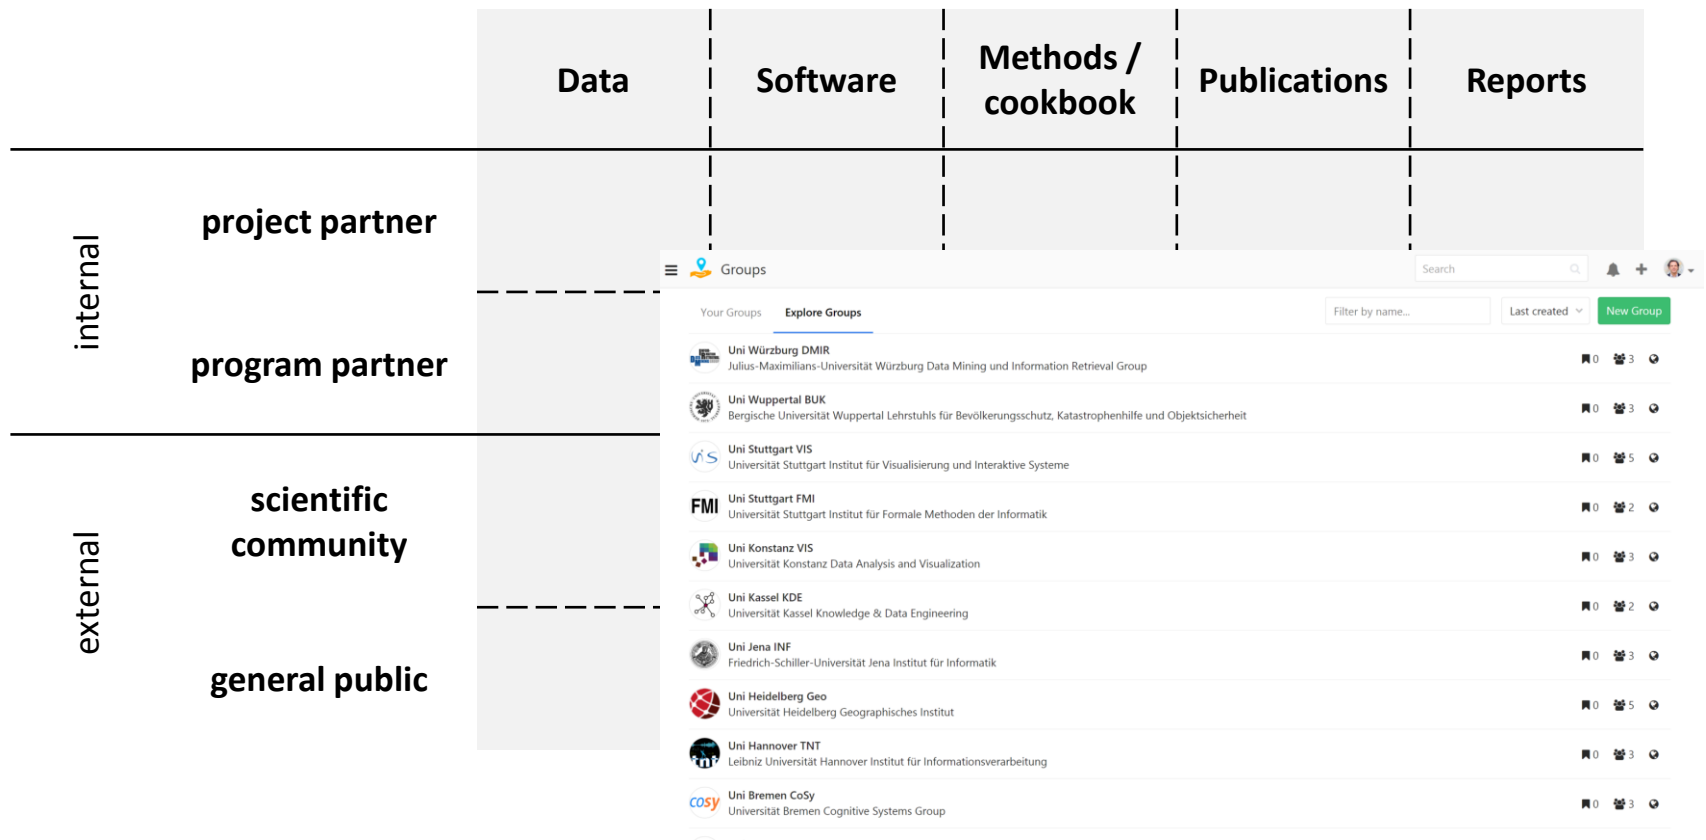 Data
Software
Methods /
cookbook
Publications
Reports
internal
project partner
program partner
external
scientific
community
general public
Groups
Search
Your Groups
Explore Groups
Filter by name...
Last created
New Group
Uni Würzburg DMIR
Julius-Maximilians-Universität Würzburg Data Mining und Information Retrieval Group
0 3
Uni Wuppertal BUK
Bergische Universität Wuppertal Lehrstuhls für Bevölkerungsschutz, Katastrophenhilfe und Objektsicherheit
0 3
Uni Stuttgart VIS
Universität Stuttgart Institut für Visualisierung und Interaktive Systeme
0 5
FMI
Uni Stuttgart FMI
Universität Stuttgart Institut für Formale Methoden der Informatik
0 2
Uni Konstanz VIS
Universität Konstanz Data Analysis and Visualization
0 3
Uni Kassel KDE
Universität Kassel Knowledge & Data Engineering
0 2
Uni Jena INF
Friedrich-Schiller-Universität Jena Institut für Informatik
0 3
Uni Heidelberg Geo
Universität Heidelberg Geographisches Institut
0 5
tnt
Uni Hannover TNT
Leibniz Universität Hannover Institut für Informationsverarbeitung
0 3
cosy
Uni Bremen CoSy
Universität Bremen Cognitive Systems Group
0 3